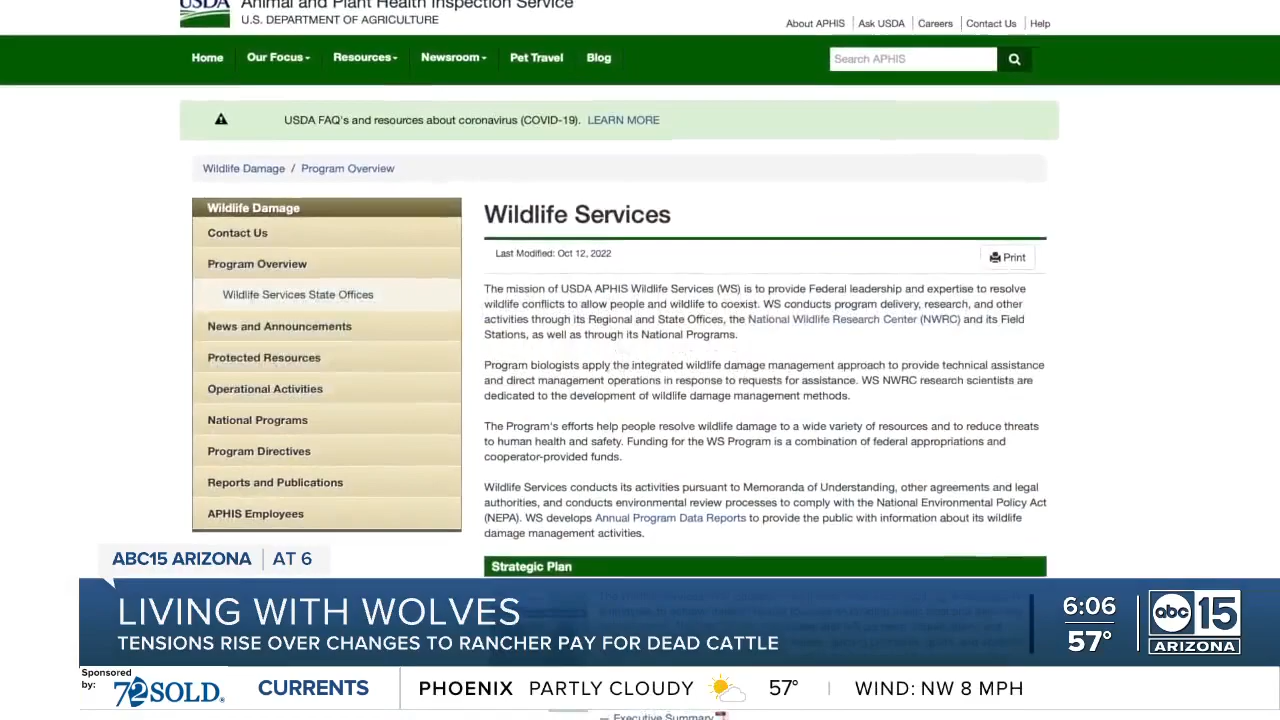 USDA Animal and Plant Health Inspection Service
U.S. DEPARTMENT OF AGRICULTURE
About APHIS | Ask USDA | Careers | Contact Us | Help
Home Our Focus Resources Newsroom Pet Travel Blog
Search APHIS
USDA FAQ's and resources about coronavirus (COVID-19). LEARN MORE
Wildlife Damage / Program Overview
Wildlife Damage
Contact Us
Program Overview
Wildlife Services State Offices
News and Announcements
Protected Resources
Operational Activities
National Programs
Program Directives
Reports and Publications
APHIS Employees
Wildlife Services
Last Modified: Oct 12, 2022
Print
The mission of USDA APHIS Wildlife Services (WS) is to provide Federal leadership and expertise to resolve
wildlife conflicts to allow people and wildlife to coexist. WS conducts program delivery, research, and other
activities through its Regional and State Offices, the National Wildlife Research Center (NWRC) and its Field
Stations, as well as through its National Programs.
Program biologists apply the integrated wildlife damage management approach to provide technical assistance
and direct management operations in response to requests for assistance. WS NWRC research scientists are
dedicated to the development of wildlife damage management methods.
The Program's efforts help people resolve wildlife damage to a wide variety of resources and to reduce threats
to human health and safety. Funding for the WS Program is a combination of federal appropriations and
cooperator-provided funds.
Wildlife Services conducts its activities pursuant to Memoranda of Understanding, other agreements and legal
authorities, and conducts environmental review processes to comply with the National Environmental Policy Act
(NEPA). WS develops Annual Program Data Reports to provide the public with information about its wildlife
damage management activities.
Strategic Plan
ABC15 ARIZONA | AT 6
LIVING WITH WOLVES
TENSIONS RISE OVER CHANGES TO RANCHER PAY FOR DEAD CATTLE
6:06
57°
abc 15
ARIZONA
Sponsored
by:
72SOLD.
CURRENTS
PHOENIX PARTLY CLOUDY 57° | WIND: NW 8 MPH
— Executive Summary